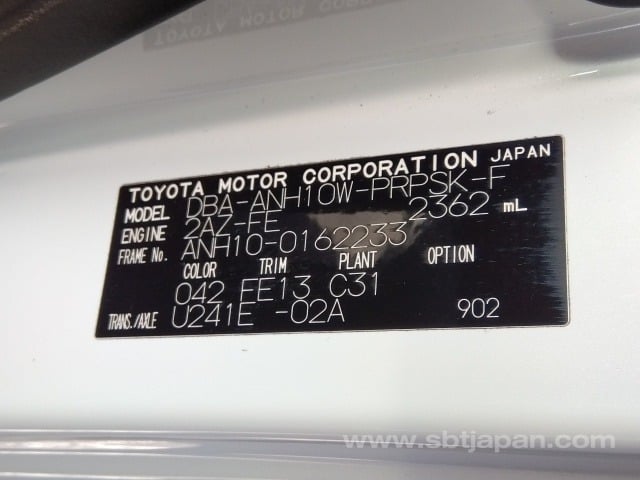 TOYOTA MOTOR CORPORATION JAPAN
MODEL DBA-ANH10W-PRPSK-F
ENGINE 2AZ-FE 2362 mL
FRAME No. ANH10-0162233
COLOR TRIM PLANT OPTION
042 FE13 C31
TRANS./AXLE U241E -02A 902
www.sbtjapan.com